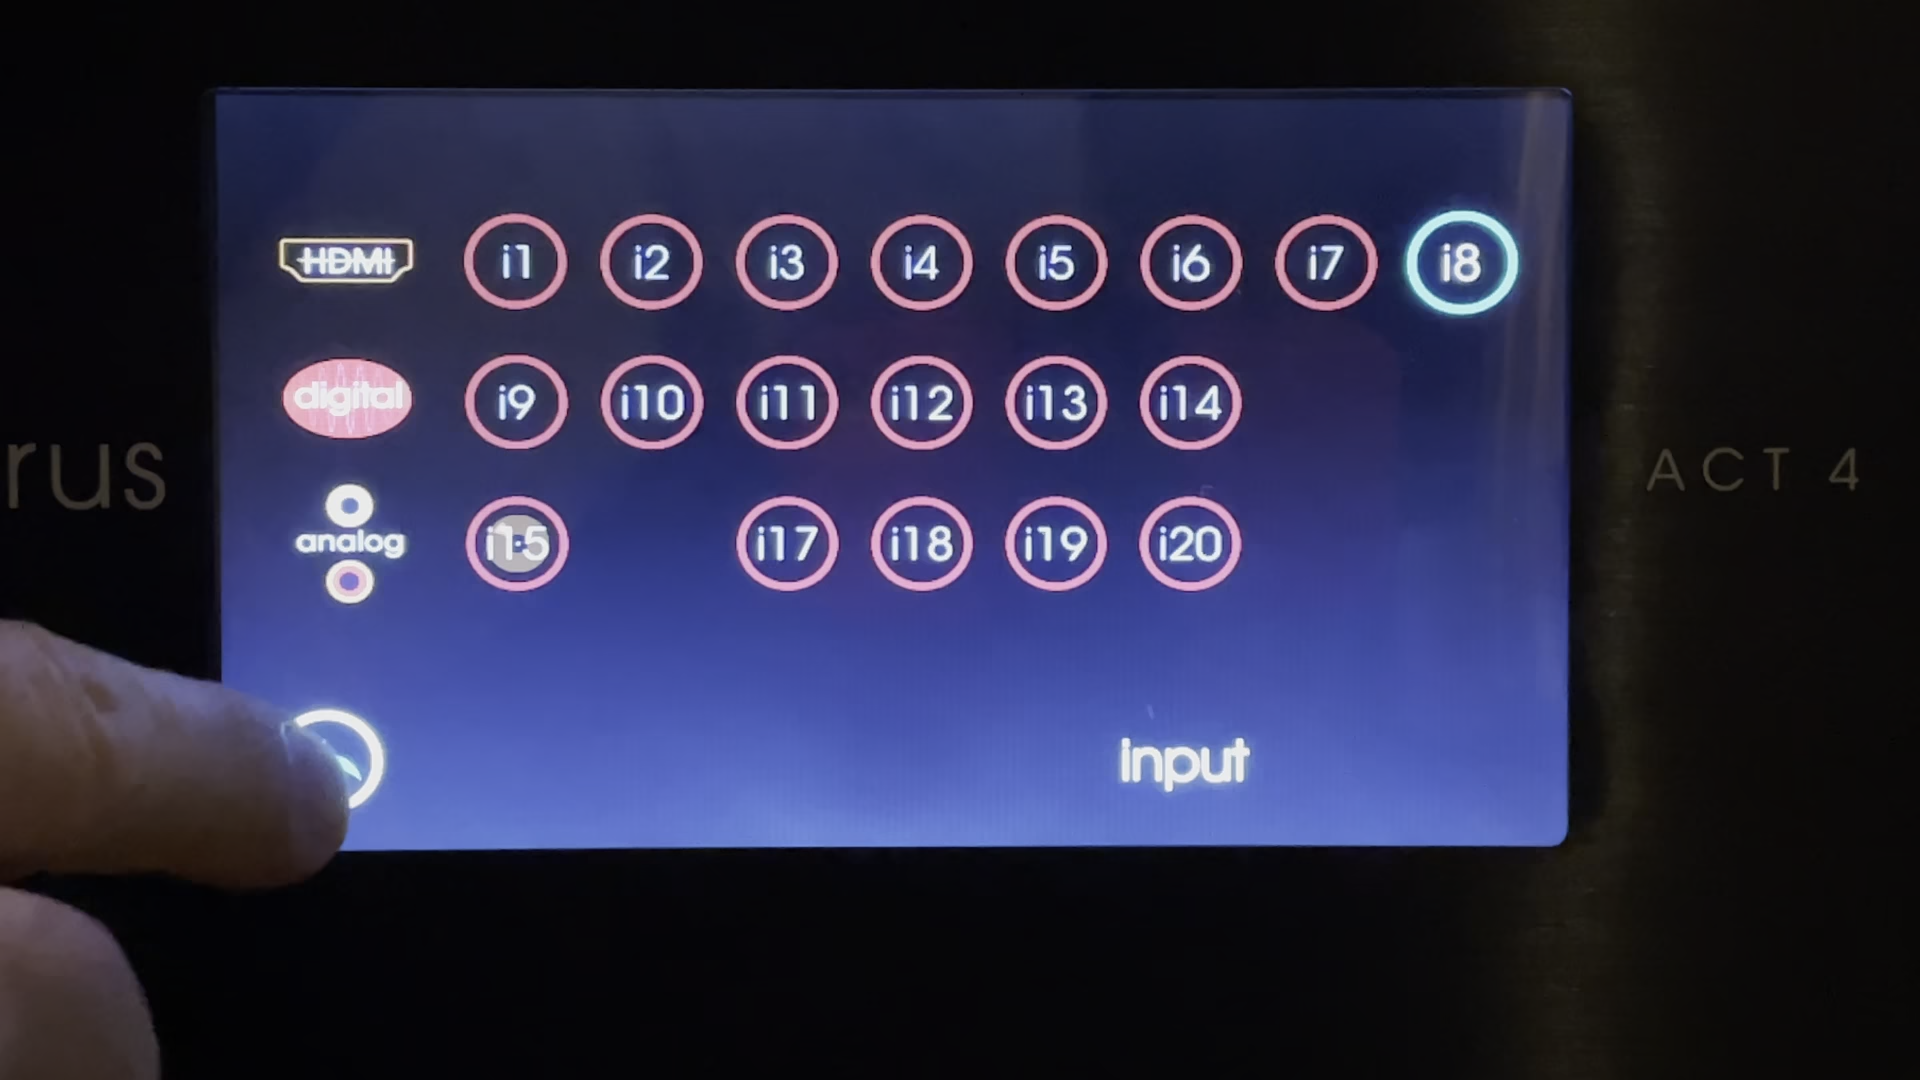 HDMI i1 i2 i3 i4 i5 i6 i7 i8
digital i9 i10 i11 i12 i13 i14
analog i15 i17 i18 i19 i20
rus
ACT 4
input